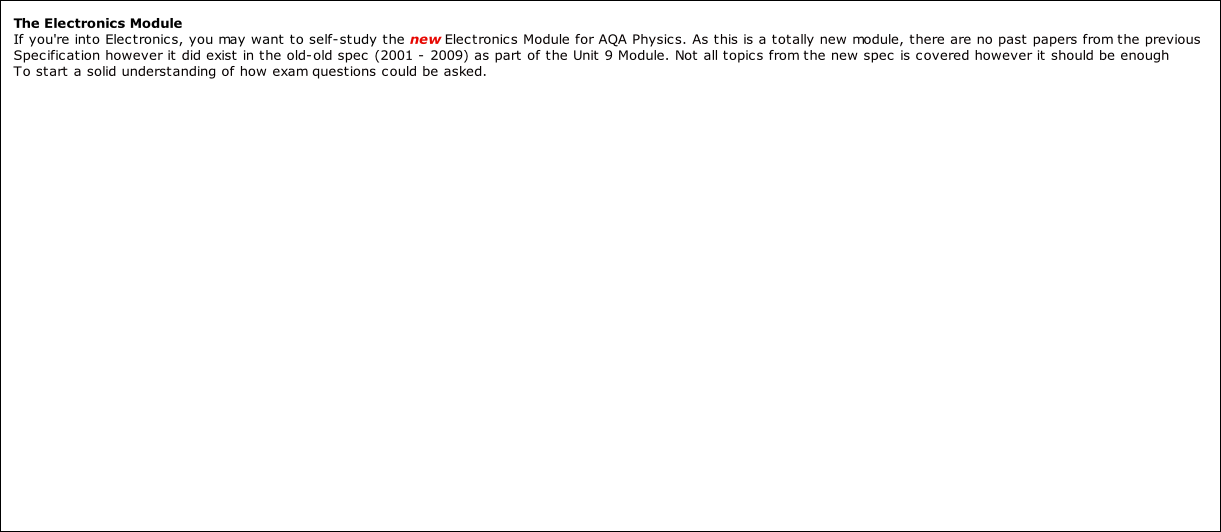 The Electronics Module
If you're into Electronics, you may want to self-study the new Electronics Module for AQA Physics. As this is a totally new module, there are no past papers from the previous
Specification however it did exist in the old-old spec (2001 - 2009) as part of the Unit 9 Module. Not all topics from the new spec is covered however it should be enough
To start a solid understanding of how exam questions could be asked.